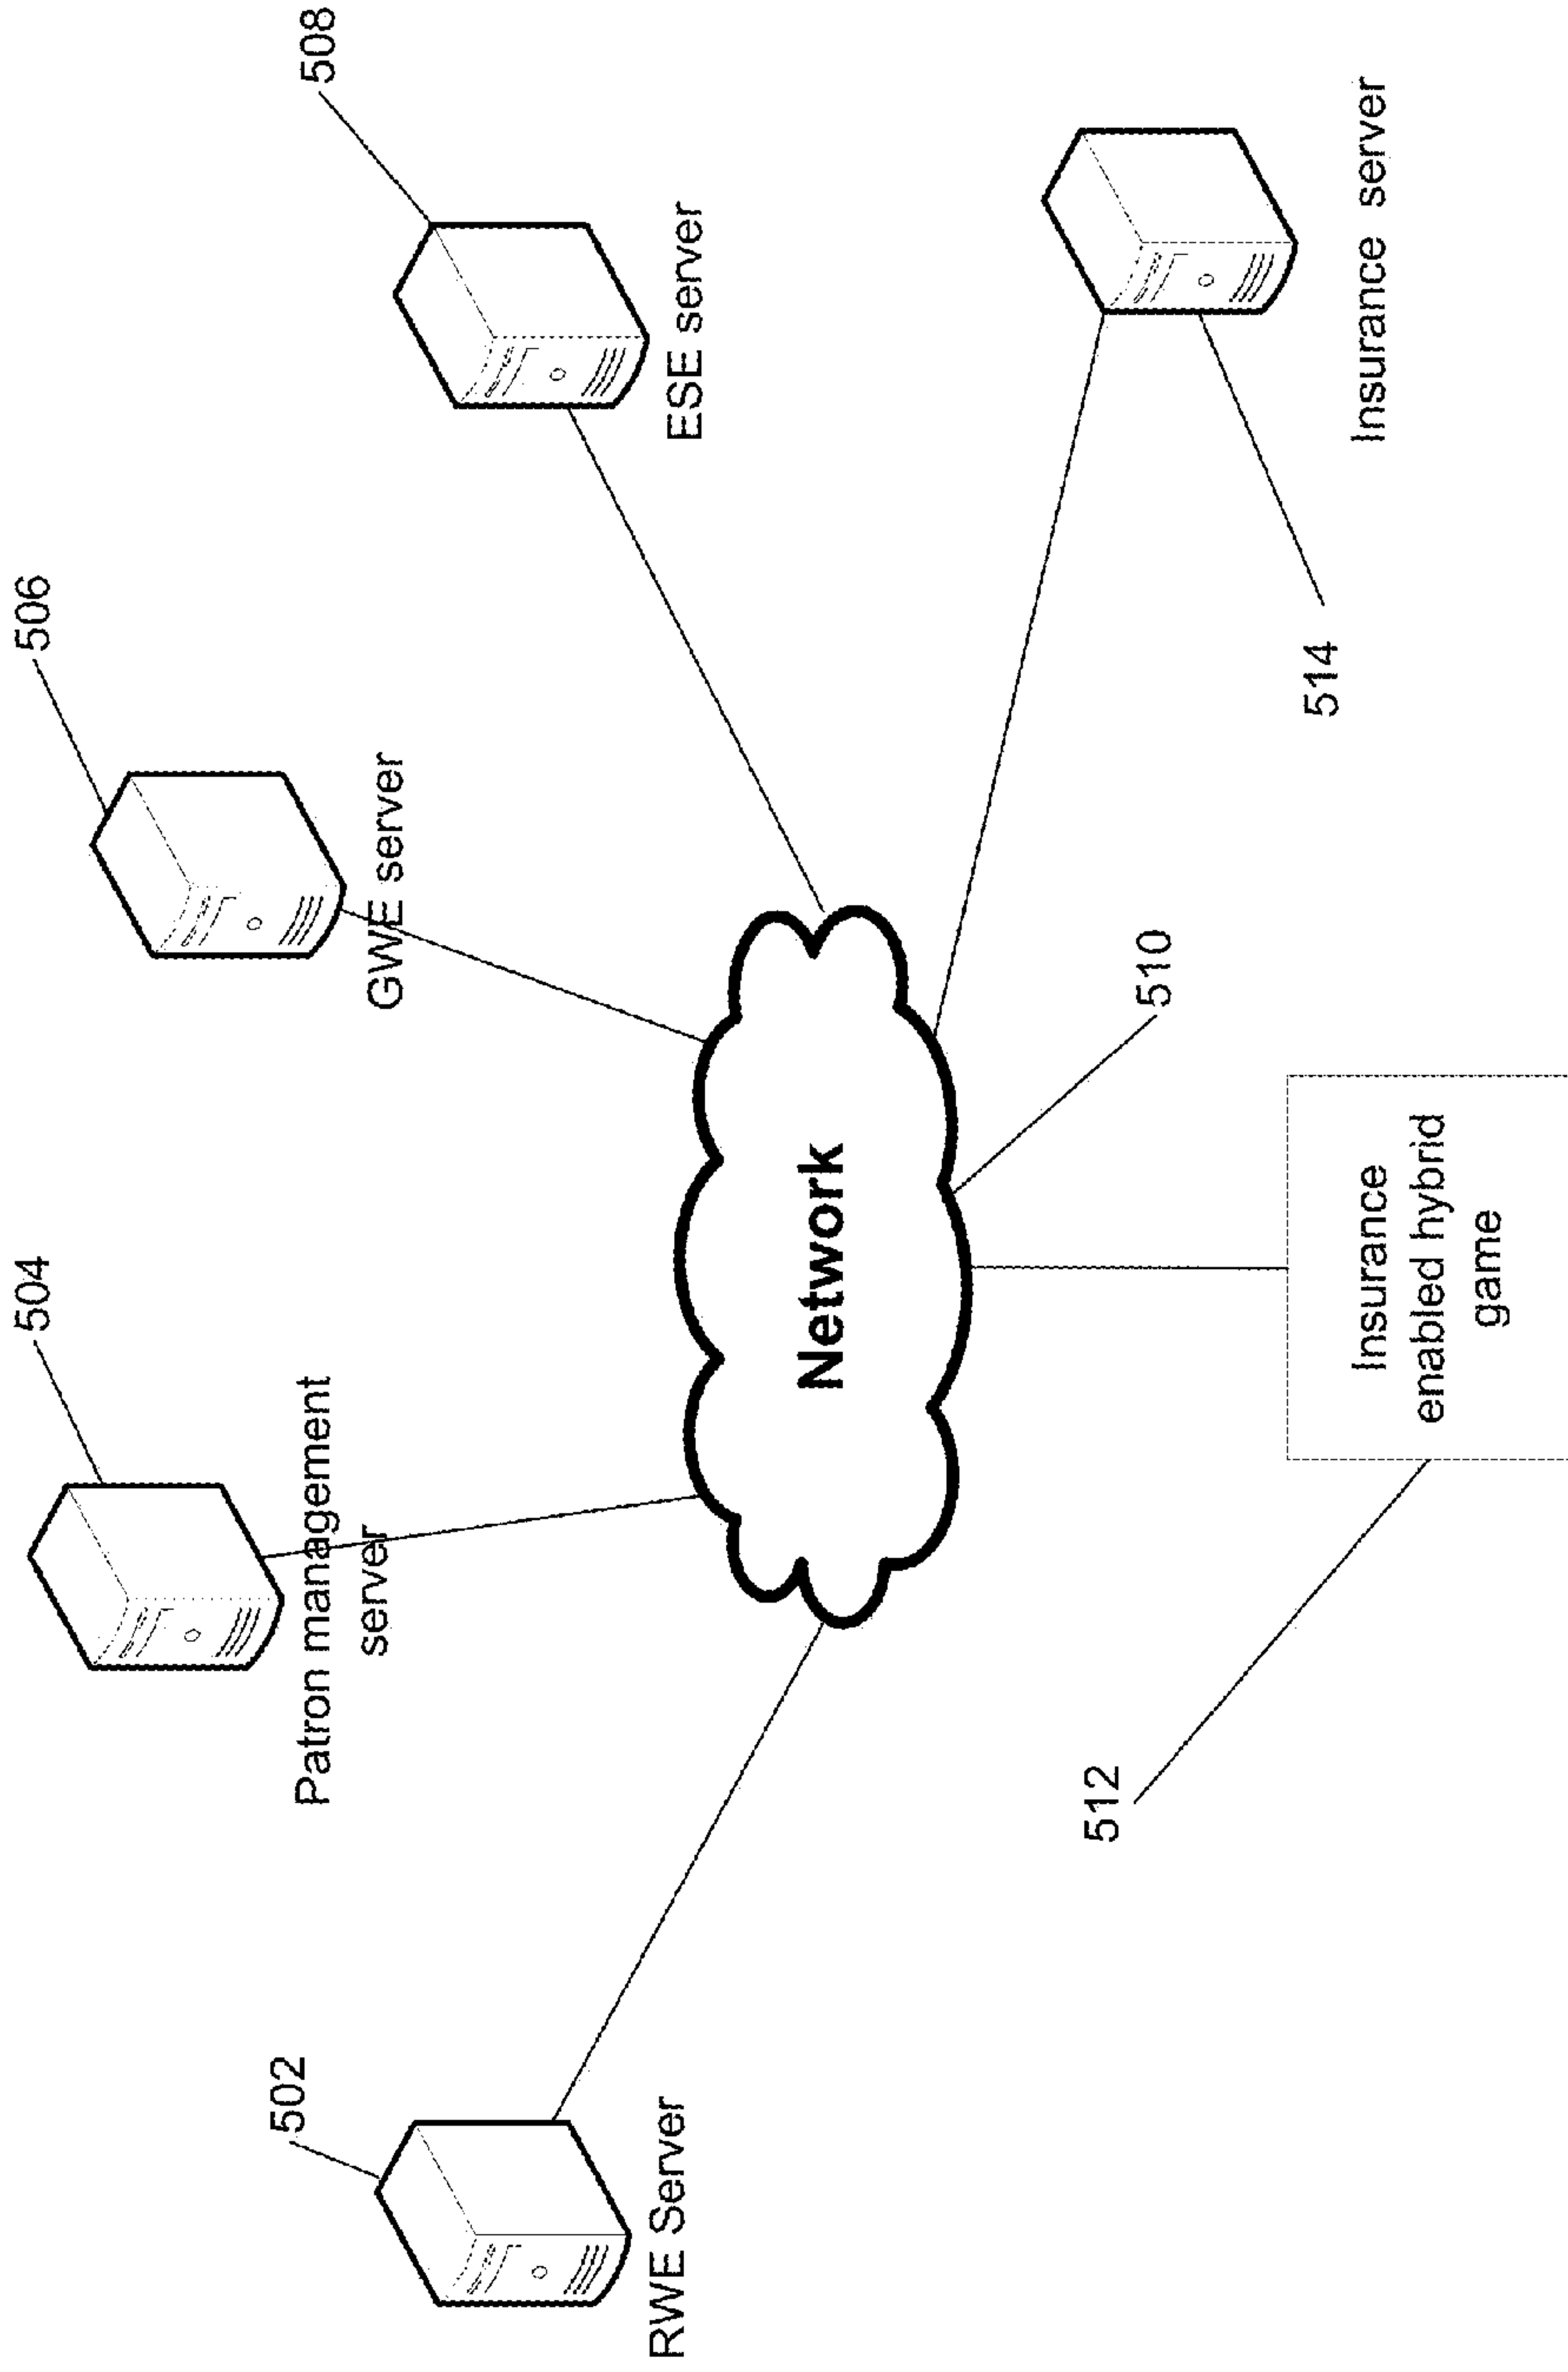 504
506
508
502
Patron management
server
GWE server
ESE server
RWE Server
Network
510
512
514
Insurance
enabled hybrid
game
Insurance server